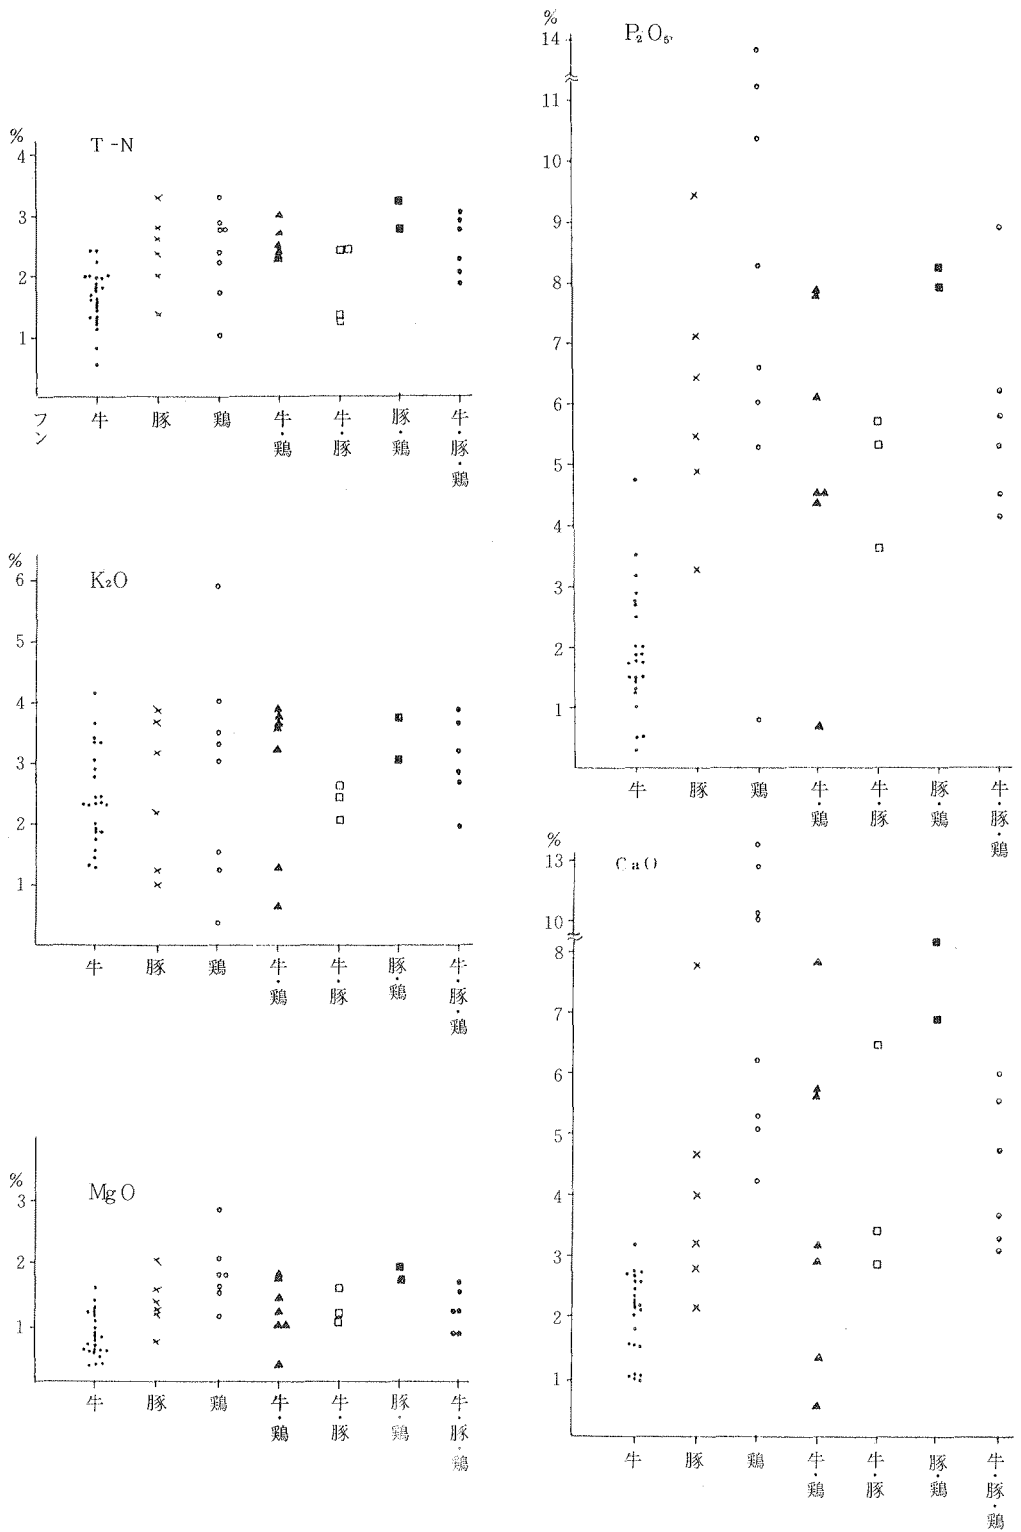 %
T-N
4
3
2
1
フン
牛
豚
鶏
牛・鶏
牛・豚
豚・鶏
牛・豚・鶏
%
K₂O
6
5
4
3
2
1
牛
豚
鶏
牛・鶏
牛・豚
豚・鶏
牛・豚・鶏
%
MgO
3
2
1
牛
豚
鶏
牛・鶏
牛・豚
豚・鶏
牛・豚・鶏
%
P₂O₅
14
11
10
9
8
7
6
5
4
3
2
1
牛
豚
鶏
牛・鶏
牛・豚
豚・鶏
牛・豚・鶏
%
CaO
13
10
8
7
6
5
4
3
2
1
牛
豚
鶏
牛・鶏
牛・豚
豚・鶏
牛・豚・鶏